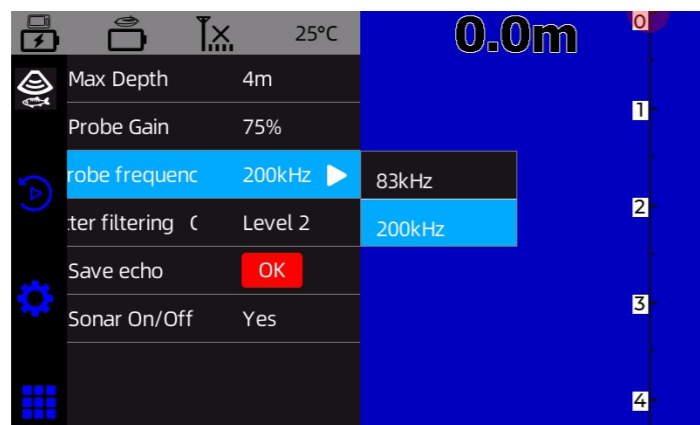 25°C
0.0m
Max Depth 4m
Probe Gain 75%
robe frequenc 200kHz
83kHz
200kHz
ter filtering Level 2
Save echo OK
Sonar On/Off Yes
0
1
2
3
4